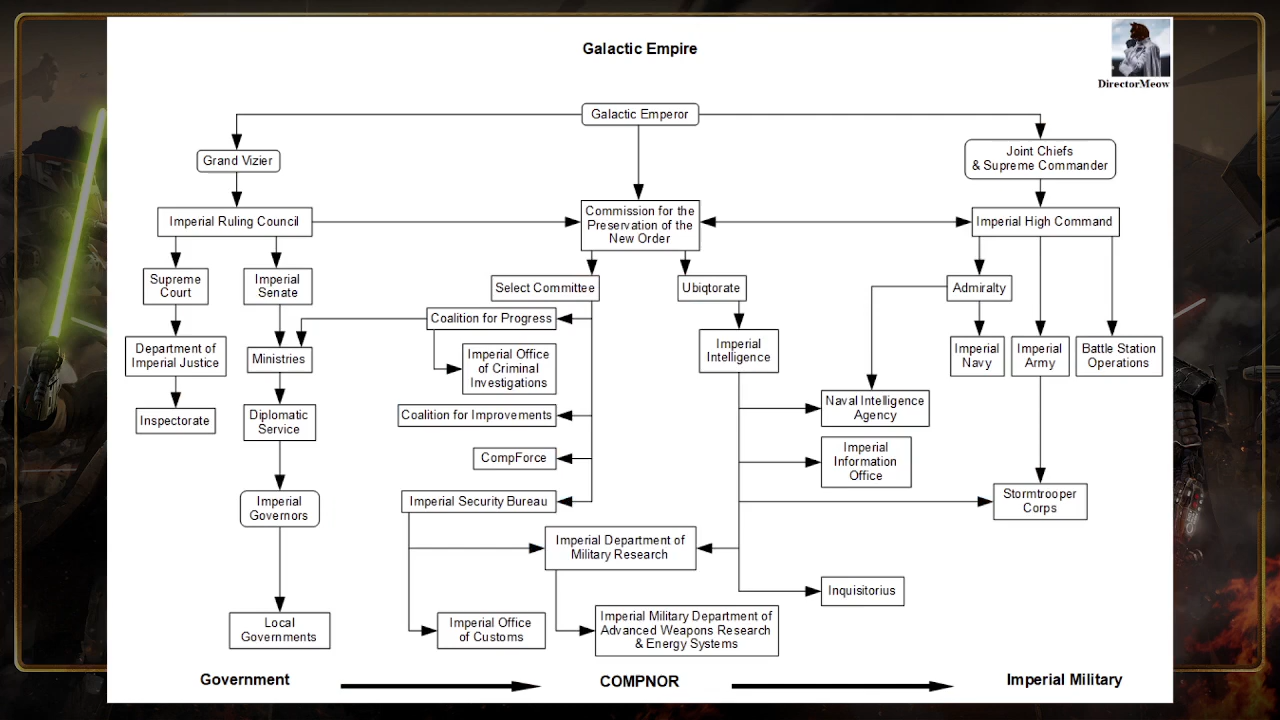 Galactic Empire
DirectorMeow
Galactic Emperor
Grand Vizier
Joint Chiefs
& Supreme Commander
Imperial Ruling Council
Commission for the
Preservation of the
New Order
Imperial High Command
Supreme
Court
Imperial
Senate
Select Committee
Ubiqtorate
Admiralty
Coalition for Progress
Department of
Imperial Justice
Ministries
Imperial Office
of Criminal
Investigations
Imperial
Intelligence
Imperial
Navy
Imperial
Army
Battle Station
Operations
Inspectorate
Diplomatic
Service
Coalition for Improvements
Naval Intelligence
Agency
CompForce
Imperial
Information
Office
Imperial
Governors
Imperial Security Bureau
Stormtrooper
Corps
Imperial Department of
Military Research
Inquisitorius
Local
Governments
Imperial Office
of Customs
Imperial Military Department of
Advanced Weapons Research
& Energy Systems
Government
COMPNOR
Imperial Military